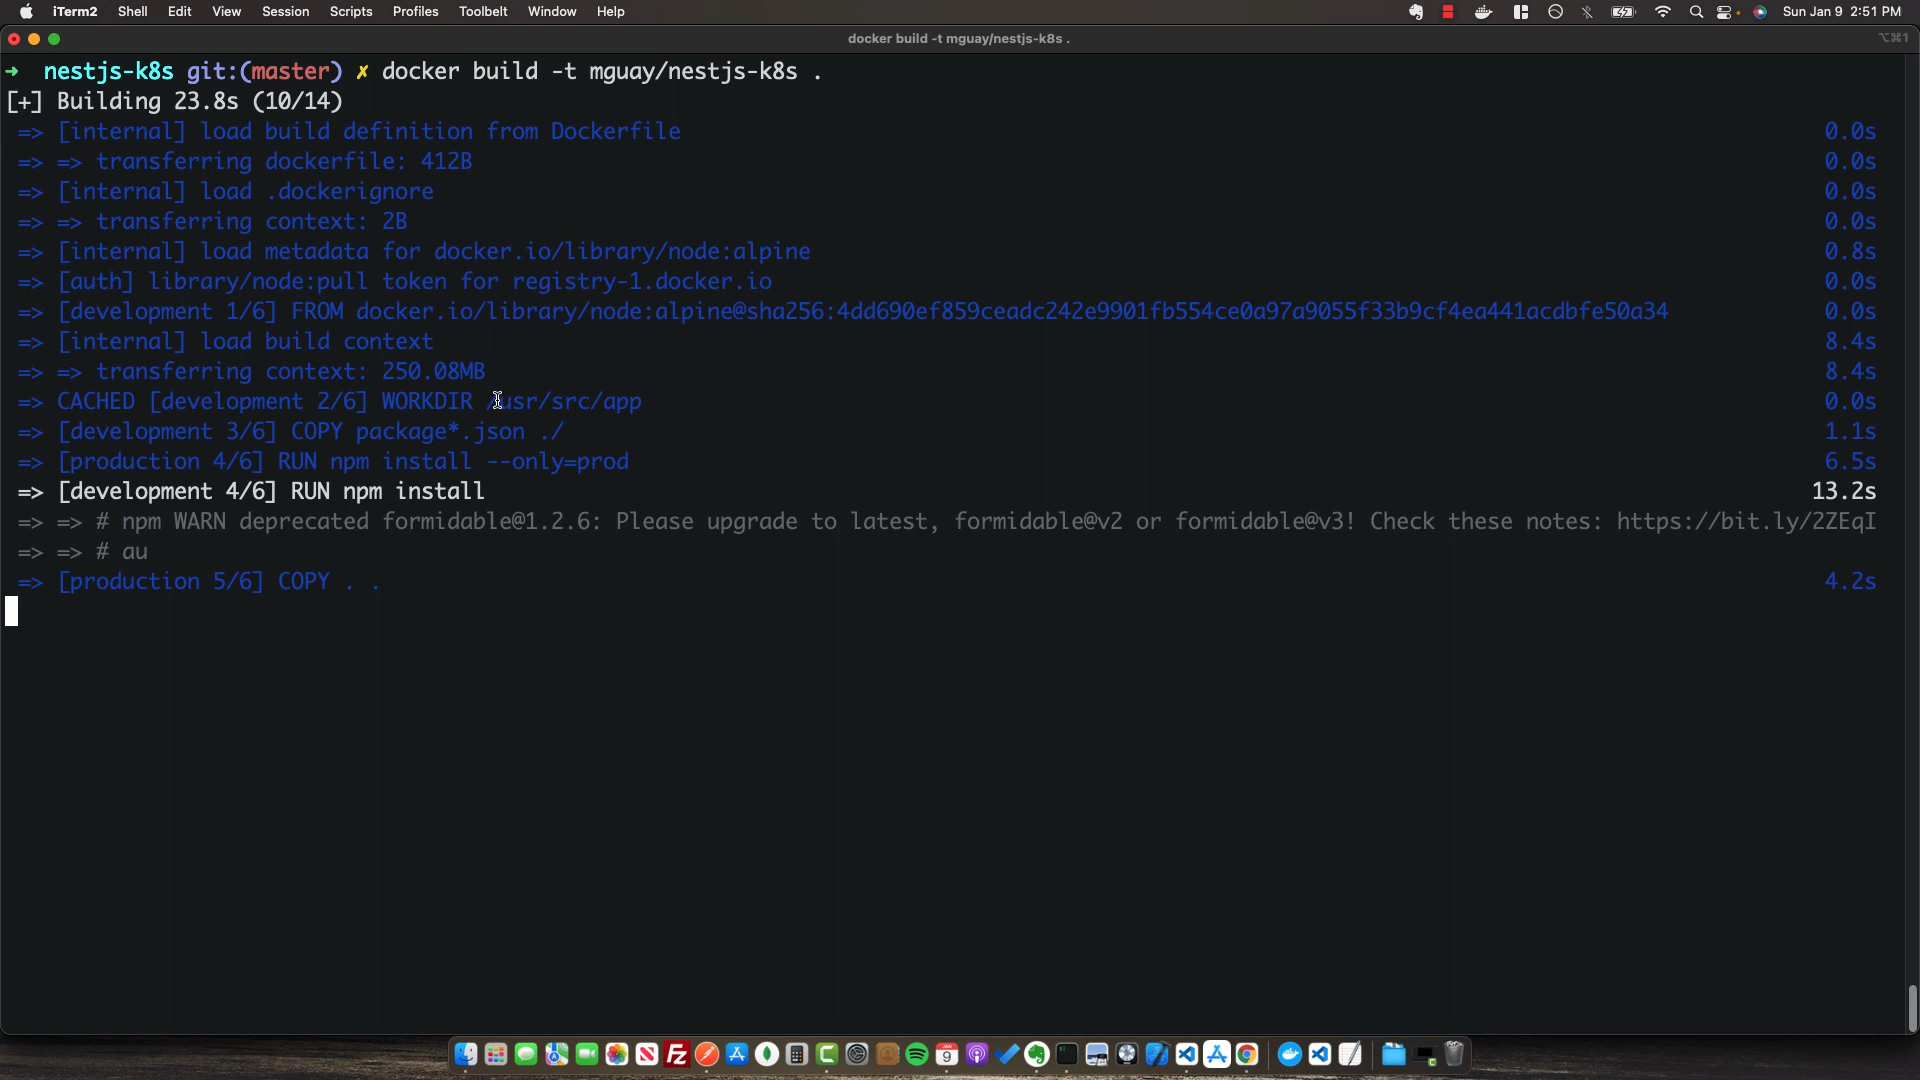 iTerm2 Shell Edit View Session Scripts Profiles Toolbelt Window Help Sun Jan 9 2:51 PM
docker build -t mguay/nestjs-k8s . ⌥⌘1
➜ nestjs-k8s git:(master) ✗ docker build -t mguay/nestjs-k8s .
[+] Building 23.8s (10/14)
=> [internal] load build definition from Dockerfile 0.0s
=> => transferring dockerfile: 412B 0.0s
=> [internal] load .dockerignore 0.0s
=> => transferring context: 2B 0.0s
=> [internal] load metadata for docker.io/library/node:alpine 0.8s
=> [auth] library/node:pull token for registry-1.docker.io 0.0s
=> [development 1/6] FROM docker.io/library/node:alpine@sha256:4dd690ef859ceadc242e9901fb554ce0a97a9055f33b9cf4ea441acdbfe50a34 0.0s
=> [internal] load build context 8.4s
=> => transferring context: 250.08MB 8.4s
=> CACHED [development 2/6] WORKDIR /usr/src/app 0.0s
=> [development 3/6] COPY package*.json ./ 1.1s
=> [production 4/6] RUN npm install --only=prod 6.5s
=> [development 4/6] RUN npm install 13.2s
=> => # npm WARN deprecated formidable@1.2.6: Please upgrade to latest, formidable@v2 or formidable@v3! Check these notes: https://bit.ly/2ZEqI
=> => # au
=> [production 5/6] COPY . . 4.2s